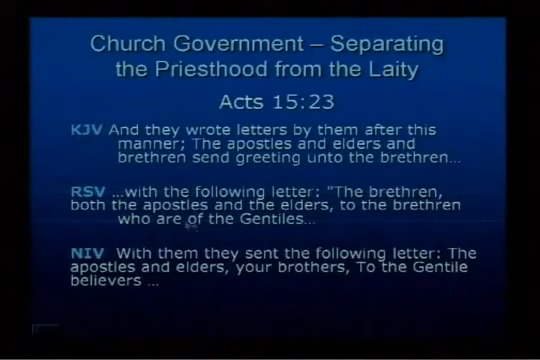 Church Government – Separating
the Priesthood from the Laity
Acts 15:23
KJV And they wrote letters by them after this
manner; The apostles and elders and
brethren send greeting unto the brethren...
RSV ...with the following letter: "The brethren,
both the apostles and the elders, to the brethren
who are of the Gentiles...
NIV With them they sent the following letter: The
apostles and elders, your brothers, To the Gentile
believers ...